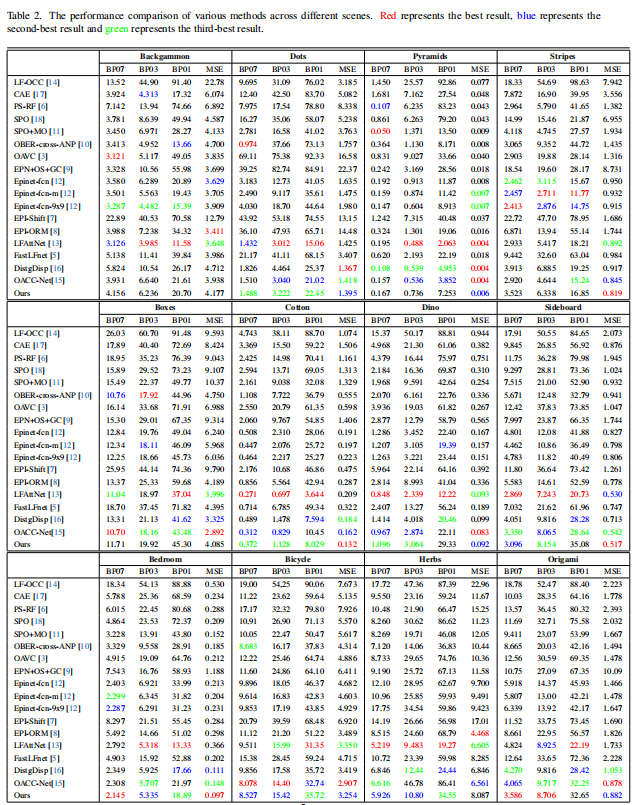 Table 2. The performance comparison of various methods across different scenes. Red represents the best result, blue represents the
second-best result and green represents the third-best result.
Backgammon Dots Pyramids Stripes
BP07 BP03 BP01 MSE BP07 BP03 BP01 MSE BP07 BP03 BP01 MSE BP07 BP03 BP01 MSE
LF-OCC [14] 13.52 44.90 91.40 22.78 9.695 31.09 76.02 3.185 1.450 25.57 92.86 0.077 18.33 54.69 98.63 7.942
CAE [17] 3.924 4.313 17.32 6.074 12.40 42.50 83.70 5.082 1.681 7.162 27.54 0.048 7.872 16.90 39.95 3.556
PS-RF [6] 7.142 13.94 74.66 6.892 7.975 17.54 78.80 8.338 0.107 6.235 83.23 0.043 2.964 5.790 41.65 1.382
SPO [18] 3.781 8.639 49.94 4.587 16.27 35.06 58.07 5.238 0.861 6.263 79.20 0.043 14.99 15.46 21.87 6.955
SPO+MO [11] 3.450 6.971 28.27 4.133 2.781 16.58 41.02 3.763 0.050 1.371 13.50 0.009 4.118 4.745 27.57 1.934
OBER-cross-ANP [10] 3.413 4.952 13.66 4.700 0.974 37.66 73.13 1.757 0.364 1.130 8.171 0.008 3.065 9.352 44.72 1.435
OAVC [3] 3.121 5.117 49.05 3.835 69.11 75.38 92.33 16.58 0.831 9.027 33.66 0.040 2.903 19.88 28.14 1.316
EPN+OS+GC [9] 3.328 10.56 55.98 3.699 39.25 82.74 84.91 22.37 0.242 3.169 28.56 0.018 18.54 19.60 28.17 8.731
Epinet-fcn [12] 3.580 6.289 20.89 3.629 3.183 12.73 41.05 1.635 0.192 0.913 11.87 0.008 2.462 3.115 15.67 0.950
Epinet-fcn-m [12] 3.501 5.563 19.43 3.705 2.490 9.117 35.61 1.475 0.159 0.874 11.42 0.007 2.457 2.711 11.77 0.932
Epinet-fcn-9x9 [12] 3.287 4.482 15.39 3.909 4.030 18.70 44.64 1.980 0.147 0.604 8.913 0.007 2.413 2.876 14.75 0.915
EPI-Shift [7] 22.89 40.53 70.58 12.79 43.92 53.18 74.55 13.15 1.242 7.315 40.48 0.037 22.72 47.70 78.95 1.686
EPI-ORM [8] 3.988 7.238 34.32 3.411 36.10 47.93 65.71 14.48 0.324 1.301 19.06 0.016 6.871 13.94 55.14 1.744
LFAttNet [13] 3.126 3.985 11.58 3.648 1.432 3.012 15.06 1.425 0.195 0.488 2.063 0.004 2.933 5.417 18.21 0.892
FastLFnet [5] 5.138 11.41 39.84 3.986 21.17 41.11 68.15 3.407 0.620 2.193 22.19 0.018 9.442 32.60 63.04 0.984
DistgDisp [16] 5.824 10.54 26.17 4.712 1.826 4.464 25.37 1.367 0.108 0.539 4.953 0.004 3.913 6.885 19.25 0.917
OACC-Net[15] 3.931 6.640 21.61 3.938 1.510 3.040 21.02 1.418 0.157 0.536 3.852 0.004 2.920 4.644 15.24 0.845
Ours 4.156 6.236 20.70 4.177 1.488 3.222 22.45 1.395 0.167 0.736 7.253 0.006 3.523 6.338 16.85 0.819
Boxes Cotton Dino Sideboard
BP07 BP03 BP01 MSE BP07 BP03 BP01 MSE BP07 BP03 BP01 MSE BP07 BP03 BP01 MSE
LF-OCC [14] 26.03 60.70 91.48 9.593 4.743 38.11 88.70 1.074 15.37 50.17 88.81 0.944 17.91 50.55 84.65 2.073
CAE [17] 17.89 40.40 72.69 8.424 3.369 15.50 59.22 1.506 4.968 21.30 61.06 0.382 9.845 26.85 56.92 0.876
PS-RF [6] 18.95 35.23 76.39 9.043 2.425 14.98 70.41 1.161 4.379 16.44 75.97 0.751 11.75 36.28 79.98 1.945
SPO [18] 15.89 29.52 73.23 9.107 2.594 13.71 69.05 1.313 2.184 16.36 69.87 0.310 9.297 28.81 73.36 1.024
SPO+MO [11] 15.49 22.37 49.77 10.37 2.161 9.038 32.08 1.329 1.968 9.591 42.64 0.254 7.515 21.00 52.90 0.932
OBER-cross-ANP [10] 10.76 17.92 44.96 4.750 1.108 7.722 36.79 0.555 2.070 6.161 22.76 0.336 5.671 12.48 32.79 0.941
OAVC [3] 16.14 33.68 71.91 6.988 2.550 20.79 61.35 0.598 3.936 19.03 61.82 0.267 12.42 37.83 73.85 1.047
EPN+OS+GC [9] 15.30 29.01 67.35 9.314 2.060 9.767 54.85 1.406 2.877 12.79 58.79 0.565 7.997 23.87 66.35 1.744
Epinet-fcn [12] 12.84 19.76 49.04 6.240 0.508 2.310 28.06 0.191 1.286 3.452 22.40 0.167 4.801 12.08 41.88 0.827
Epinet-fcn-m [12] 12.34 18.11 46.09 5.968 0.447 2.076 25.72 0.197 1.207 3.105 19.39 0.157 4.462 10.86 36.49 0.798
Epinet-fcn-9x9 [12] 12.25 18.66 45.73 6.036 0.464 2.217 25.27 0.223 1.263 3.221 23.44 0.151 4.783 11.82 40.49 0.806
EPI-Shift[7] 25.95 44.14 74.36 9.790 2.176 10.68 46.86 0.475 5.964 22.14 64.16 0.392 11.80 36.64 73.42 1.261
EPI-ORM [8] 13.37 25.33 59.68 4.189 0.856 5.564 42.94 0.287 2.814 8.993 41.04 0.336 5.583 14.61 52.59 0.778
LFAttNet [13] 11.04 18.97 37.04 3.996 0.271 0.697 3.644 0.209 0.848 2.339 12.22 0.093 2.869 7.243 20.73 0.530
FastLFnet [5] 18.70 37.45 71.82 4.395 0.714 6.785 49.34 0.322 2.407 13.27 56.24 0.189 7.032 21.62 61.96 0.747
DistgDisp [16] 13.31 21.13 41.62 3.325 0.489 1.478 7.594 0.184 1.414 4.018 20.46 0.099 4.051 9.816 28.28 0.713
OACC-Net[15] 10.70 18.16 43.48 2.892 0.312 0.829 10.45 0.162 0.967 2.874 22.11 0.083 3.350 8.065 28.64 0.542
Ours 11.71 19.92 45.30 4.085 0.372 1.128 8.029 0.132 1.096 3.064 29.33 0.092 3.096 8.154 35.08 0.517
Bedroom Bicycle Herbs Origami
BP07 BP03 BP01 MSE BP07 BP03 BP01 MSE BP07 BP03 BP01 MSE BP07 BP03 BP01 MSE
LF-OCC [14] 18.34 54.13 88.88 0.530 19.00 54.25 90.06 7.673 17.72 47.36 87.39 22.96 18.78 52.47 88.40 2.223
CAE [17] 5.788 25.36 68.59 0.234 11.22 23.62 59.64 5.135 9.550 23.16 59.24 11.67 10.03 28.35 64.16 1.778
PS-RF [6] 6.015 22.45 80.68 0.288 17.17 32.32 79.80 7.926 10.48 21.90 66.47 15.25 13.57 36.45 80.32 2.393
SPO [18] 4.864 23.53 72.37 0.209 10.91 26.90 71.13 5.570 8.260 30.62 86.62 11.23 11.69 32.71 75.58 2.032
SPO+MO [11] 3.228 13.91 43.80 0.152 10.05 22.47 50.67 5.617 8.269 19.71 46.08 12.05 9.411 23.07 53.99 1.667
OBER-cross-ANP [10] 3.329 9.558 28.91 0.185 8.683 16.17 37.83 4.314 7.120 14.06 36.83 10.44 8.665 20.03 42.16 1.494
OAVC [3] 4.915 19.09 64.76 0.212 12.22 25.46 64.74 4.886 8.733 29.65 74.76 10.36 12.56 30.59 69.35 1.478
EPN+OS+GC [9] 7.543 16.76 58.93 1.188 11.60 24.86 64.10 6.411 9.190 25.72 67.13 11.58 10.75 27.09 67.35 10.09
Epinet-fcn [12] 2.403 6.921 33.99 0.213 9.896 18.05 46.37 4.682 12.10 28.95 62.67 9.700 5.918 14.37 45.93 1.466
Epinet-fcn-m [12] 2.299 6.345 31.82 0.204 9.614 16.83 42.83 4.603 10.96 25.85 59.93 9.491 5.807 13.00 42.21 1.478
Epinet-fcn-9x9 [12] 2.287 6.291 31.23 0.231 9.853 17.19 43.85 4.929 17.75 34.54 59.86 9.423 6.339 13.92 42.17 1.647
EPI-Shift[7] 8.297 21.51 55.45 0.284 20.79 39.59 68.48 6.920 14.19 26.66 56.98 17.01 11.52 33.75 73.45 1.690
EPI-ORM [8] 5.492 14.66 51.02 0.298 11.12 21.20 51.22 3.489 8.515 24.60 68.79 4.468 8.661 22.95 56.57 1.826
LFAttNet [13] 2.792 5.318 13.33 0.366 9.511 15.99 31.35 3.350 5.219 9.483 19.27 6.605 4.824 8.925 22.19 1.733
FastLFnet [5] 4.903 15.92 52.88 0.202 15.38 28.45 59.24 4.715 10.72 23.39 59.98 8.285 12.64 33.65 72.36 2.228
DistgDisp [16] 2.349 5.925 17.66 0.111 9.856 17.58 35.72 3.419 6.846 12.44 24.44 6.846 4.270 9.816 28.42 1.053
OACC-Net[15] 2.308 5.707 21.97 0.148 8.078 14.40 32.74 2.907 6.616 46.78 86.41 6.561 4.065 9.717 32.25 0.878
Ours 2.145 5.335 18.89 0.097 8.527 15.42 35.72 3.254 5.926 10.80 34.55 8.087 3.586 8.706 33.65 0.882